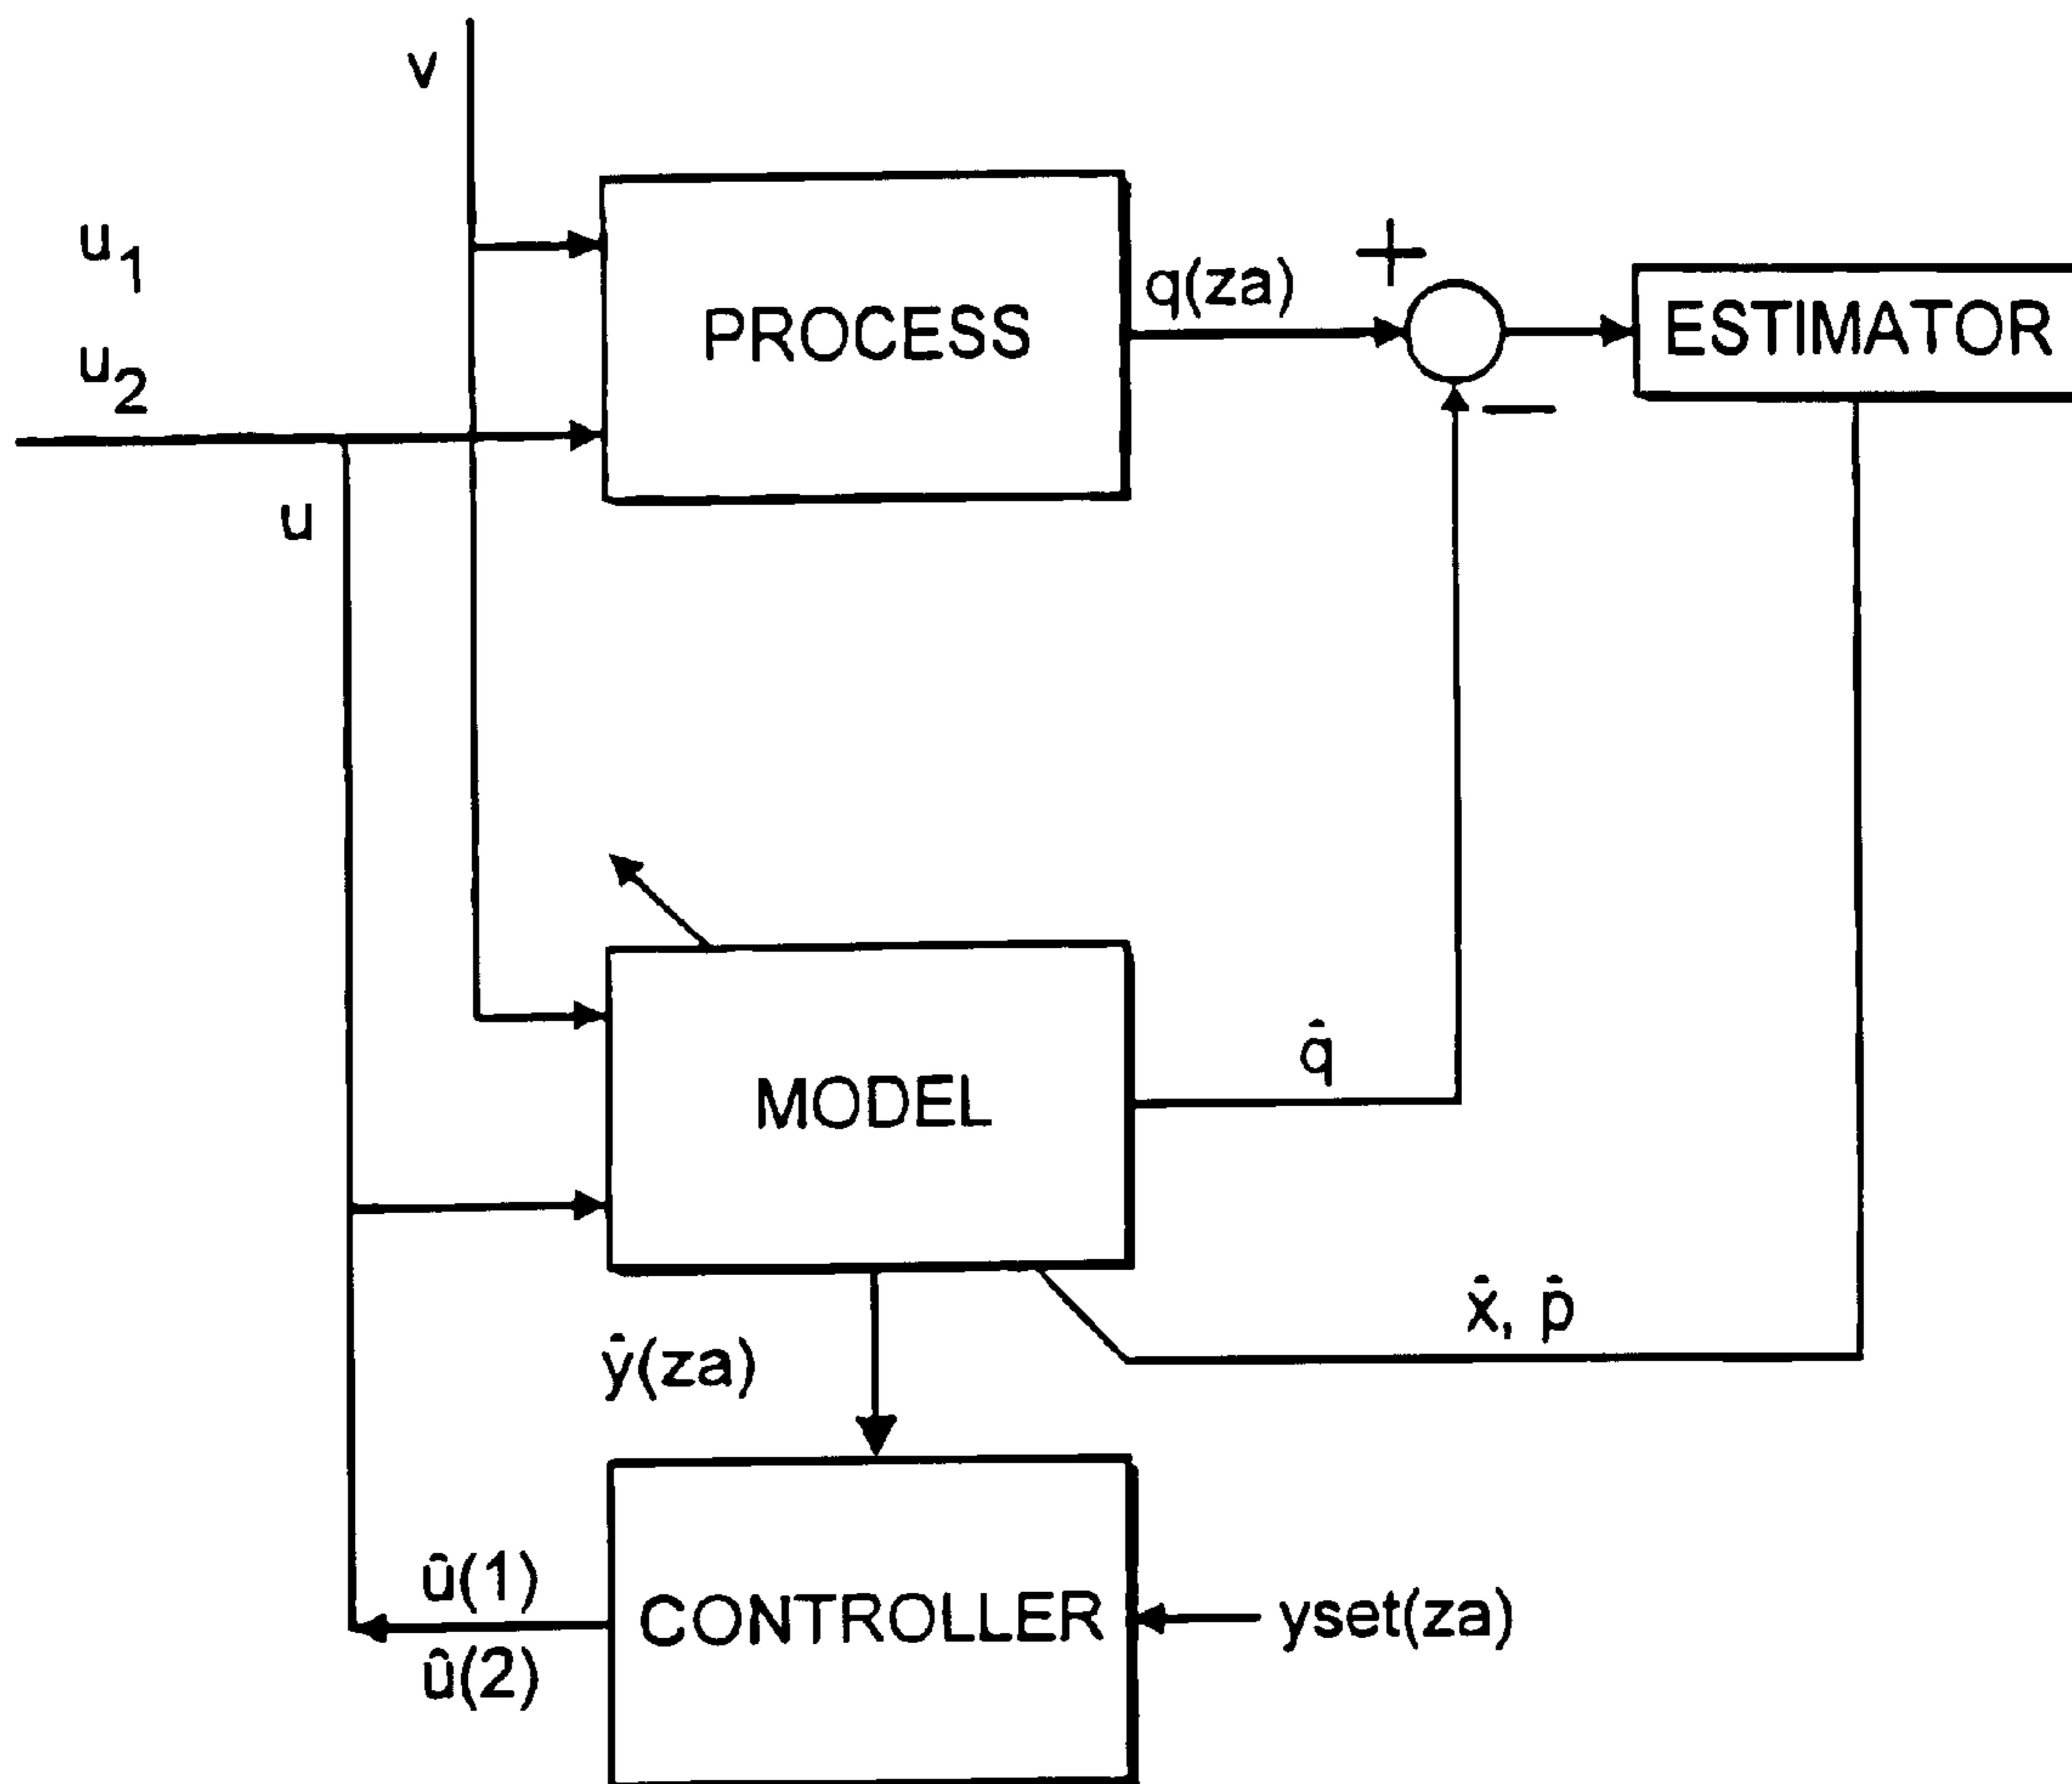 v
u₁
u₂
u
PROCESS
q(za)
+
−
ESTIMATOR
MODEL
q̂
x̂, p̂
ŷ(za)
û(1)
û(2)
CONTROLLER
yset(za)